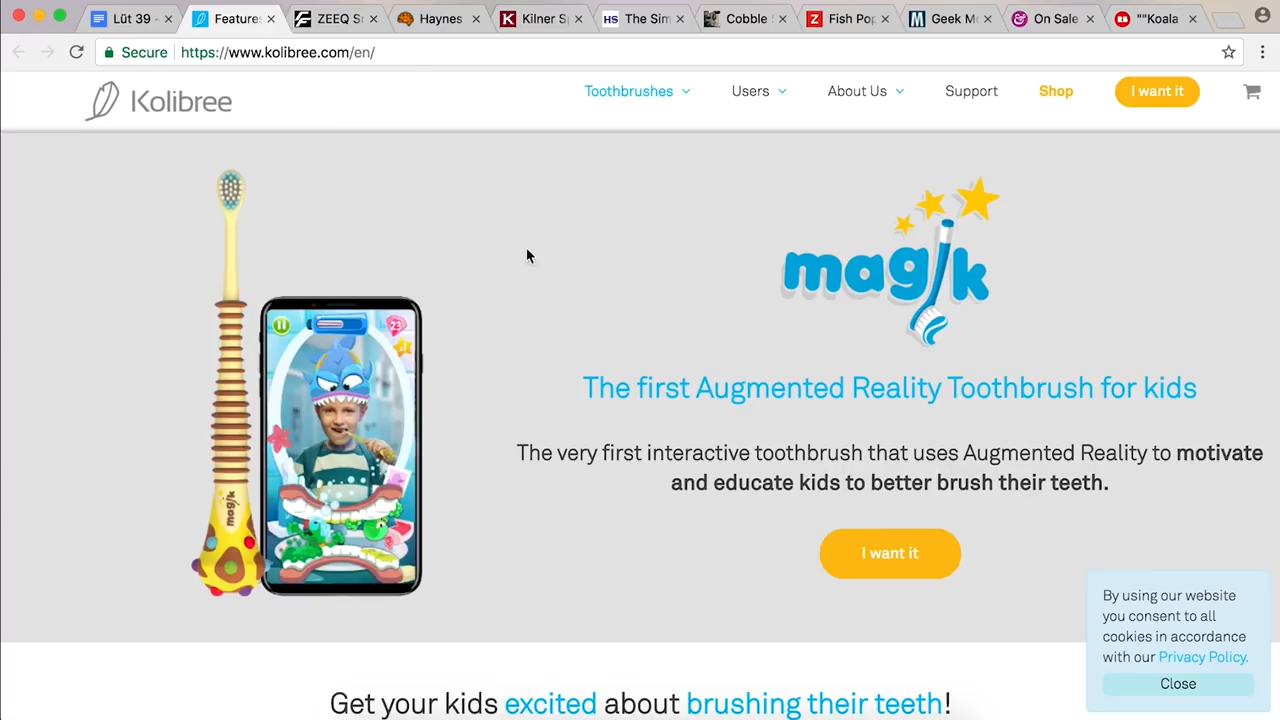 Lüt 39 -
Feature
ZEEQ S
Haynes
Kilner S
The Sim
Cobble
Fish Pop
Geek M
On Sale
""Koala
Secure
https://www.kolibree.com/en/
Kolibree
Toothbrushes
Users
About Us
Support
Shop
I want it
magik
The first Augmented Reality Toothbrush for kids
The very first interactive toothbrush that uses Augmented Reality to motivate
and educate kids to better brush their teeth.
I want it
23
magik
By using our website
you consent to all
cookies in accordance
with our Privacy Policy.
Close
Get your kids excited about brushing their teeth!